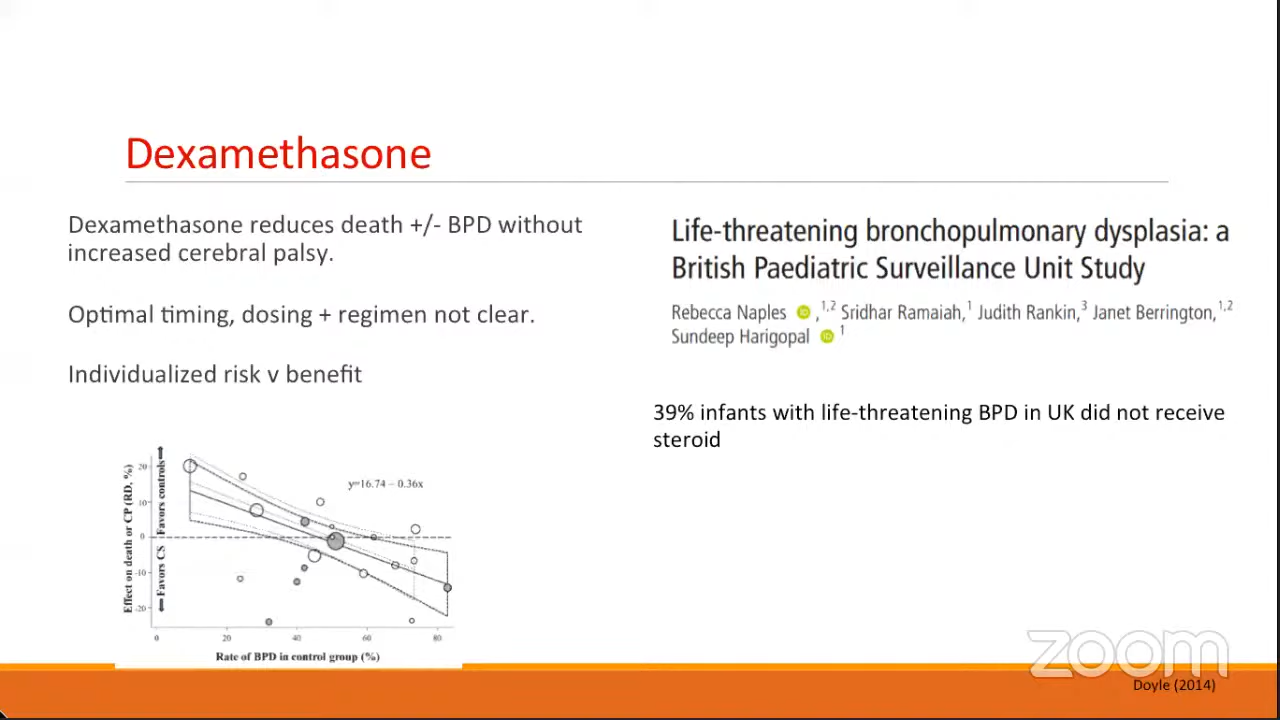 Dexamethasone
Dexamethasone reduces death +/- BPD without
increased cerebral palsy.
Optimal timing, dosing + regimen not clear.
Individualized risk v benefit
Life-threatening bronchopulmonary dysplasia: a
British Paediatric Surveillance Unit Study
Rebecca Naples iD ,1,2 Sridhar Ramaiah,1 Judith Rankin,3 Janet Berrington,1,2
Sundeep Harigopal iD 1
39% infants with life-threatening BPD in UK did not receive
steroid
Effect on death or CP (RD, %)
Favors CS Favors controls
20
10
0
-10
-20
y=16.74 – 0.36x
0 20 40 60 80
Rate of BPD in control group (%)
zoom
Doyle (2014)